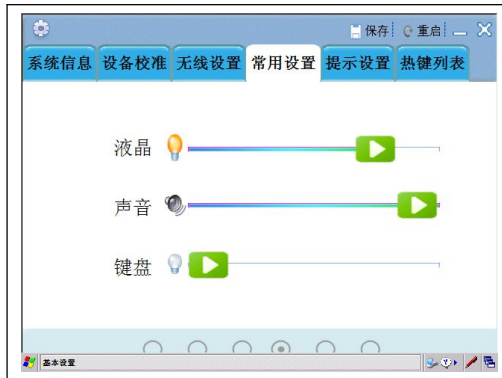 保存 重启
系统信息 设备校准 无线设置 常用设置 提示设置 热键列表
液晶
声音
键盘
基本设置